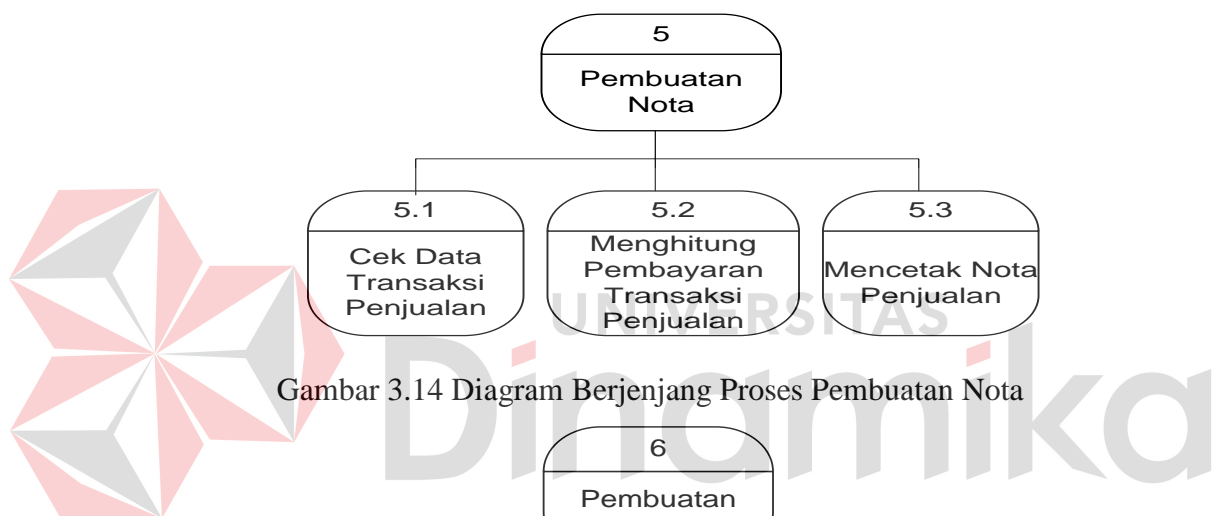 5
Pembuatan
Nota
5.1
Cek Data
Transaksi
Penjualan
5.2
Menghitung
Pembayaran
Transaksi
Penjualan
5.3
Mencetak Nota
Penjualan
UNIVERSITAS
Dinamika
Gambar 3.14 Diagram Berjenjang Proses Pembuatan Nota
6
Pembuatan